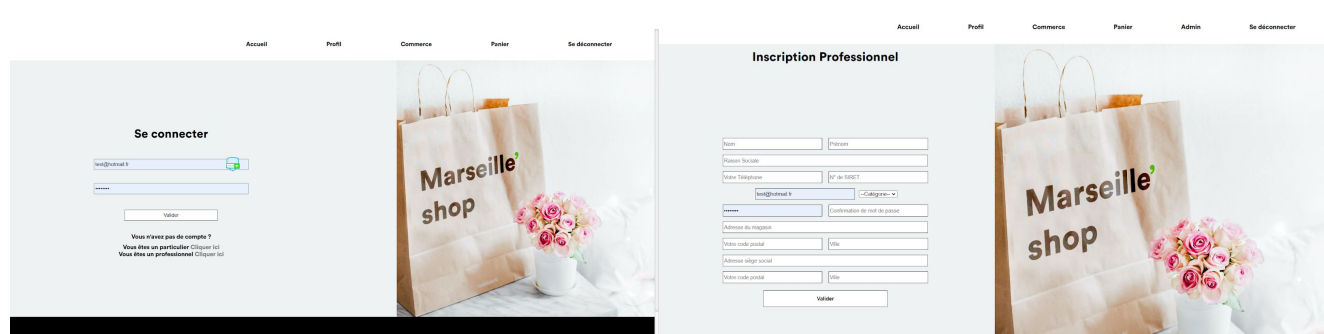 Accueil Profil Commerce Panier Se déconnecter
Se connecter
test@hotmail.fr
•••••••
Valider
Vous n'avez pas de compte ?
Vous êtes un particulier Cliquer ici
Vous êtes un professionnel Cliquer ici
Marseille'
shop
Accueil Profil Commerce Panier Admin Se déconnecter
Inscription Professionnel
Nom Prénom
Raison Sociale
Votre Téléphone N° de SIRET
test@hotmail.fr --Catégorie--
••••••• Confirmation de mot de passe
Adresse du magasin
Votre code postal Ville
Adresse siège social
Votre code postal Ville
Valider
Marseille'
shop